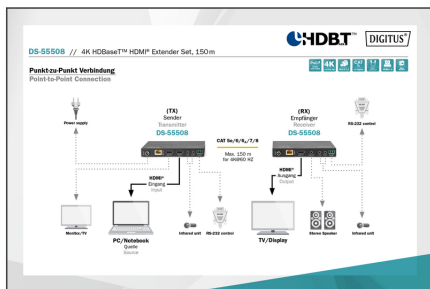 HDBT
DIGITUS®
DS-55508 // 4K HDBaseT™ HDMI® Extender Set, 150 m
Punkt-zu-Punkt Verbindung
Point-to-Point Connection
4K
Power supply
(TX)
Sender
Transmitter
DS-55508
(RX)
Empfänger
Receiver
DS-55508
RS-232 control
CAT 5e/6/6A/7/8
Max. 150 m
for 4K@60 HZ
HDMI®
Eingang
Input
HDMI®
Ausgang
Output
Monitor/TV
PC/Notebook
Quelle
Source
Infrared unit
RS-232 control
TV/Display
Stereo Speaker
Infrared unit